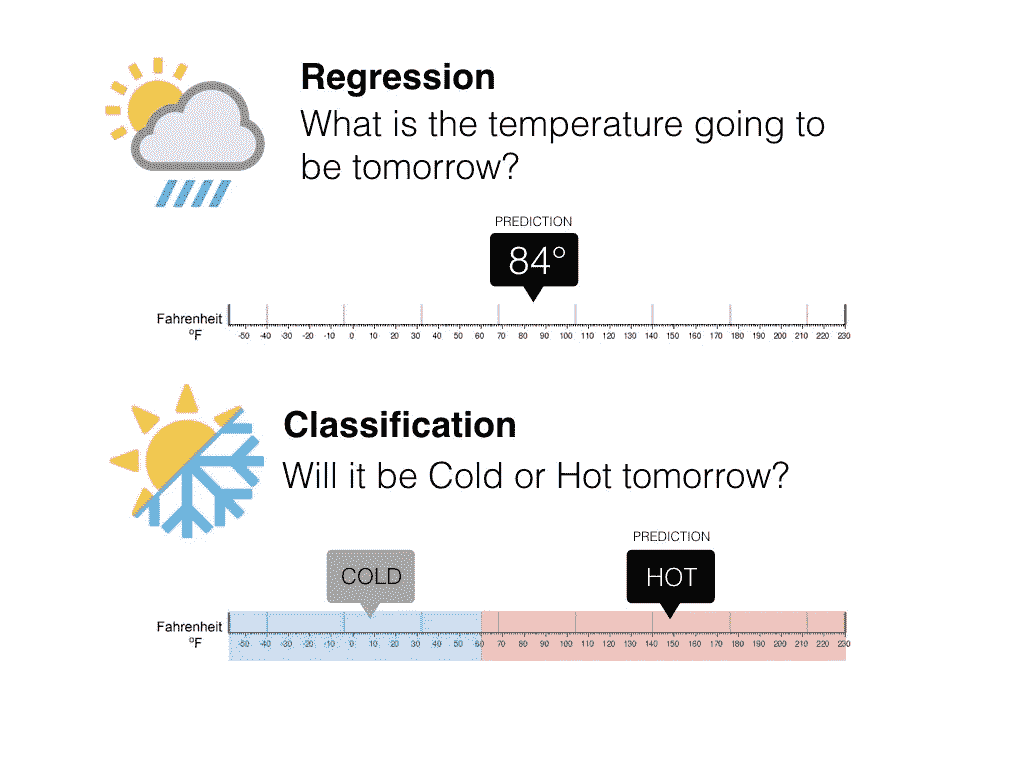 Regression
What is the temperature going to
be tomorrow?
PREDICTION
84°
Fahrenheit
°F
-50 -40 -30 -20 -10 0 10 20 30 40 50 60 70 80 90 100 110 120 130 140 150 160 170 180 190 200 210 220 230
Classification
Will it be Cold or Hot tomorrow?
PREDICTION
COLD
HOT
Fahrenheit
°F
-50 -40 -30 -20 -10 0 10 20 30 40 50 60 70 80 90 100 110 120 130 140 150 160 170 180 190 200 210 220 230